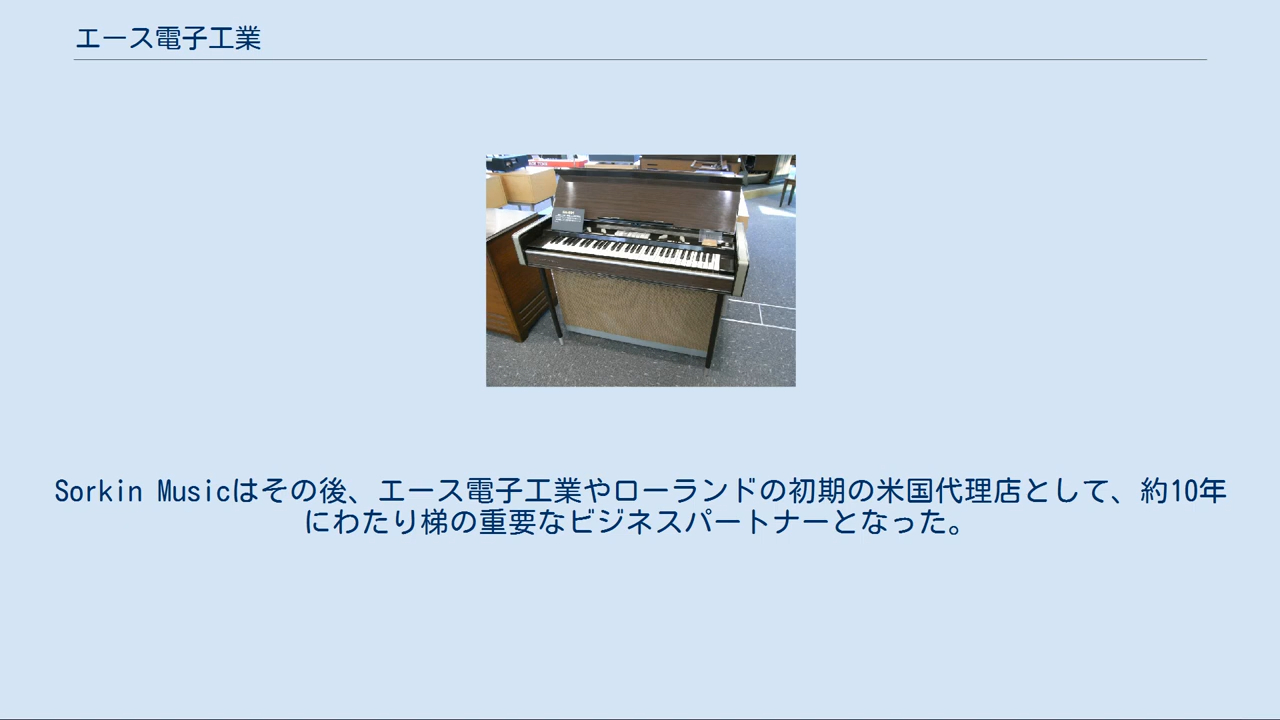 エース電子工業
Sorkin Musicはその後、エース電子工業やローランドの初期の米国代理店として、約10年
にわたり梯の重要なビジネスパートナーとなった。